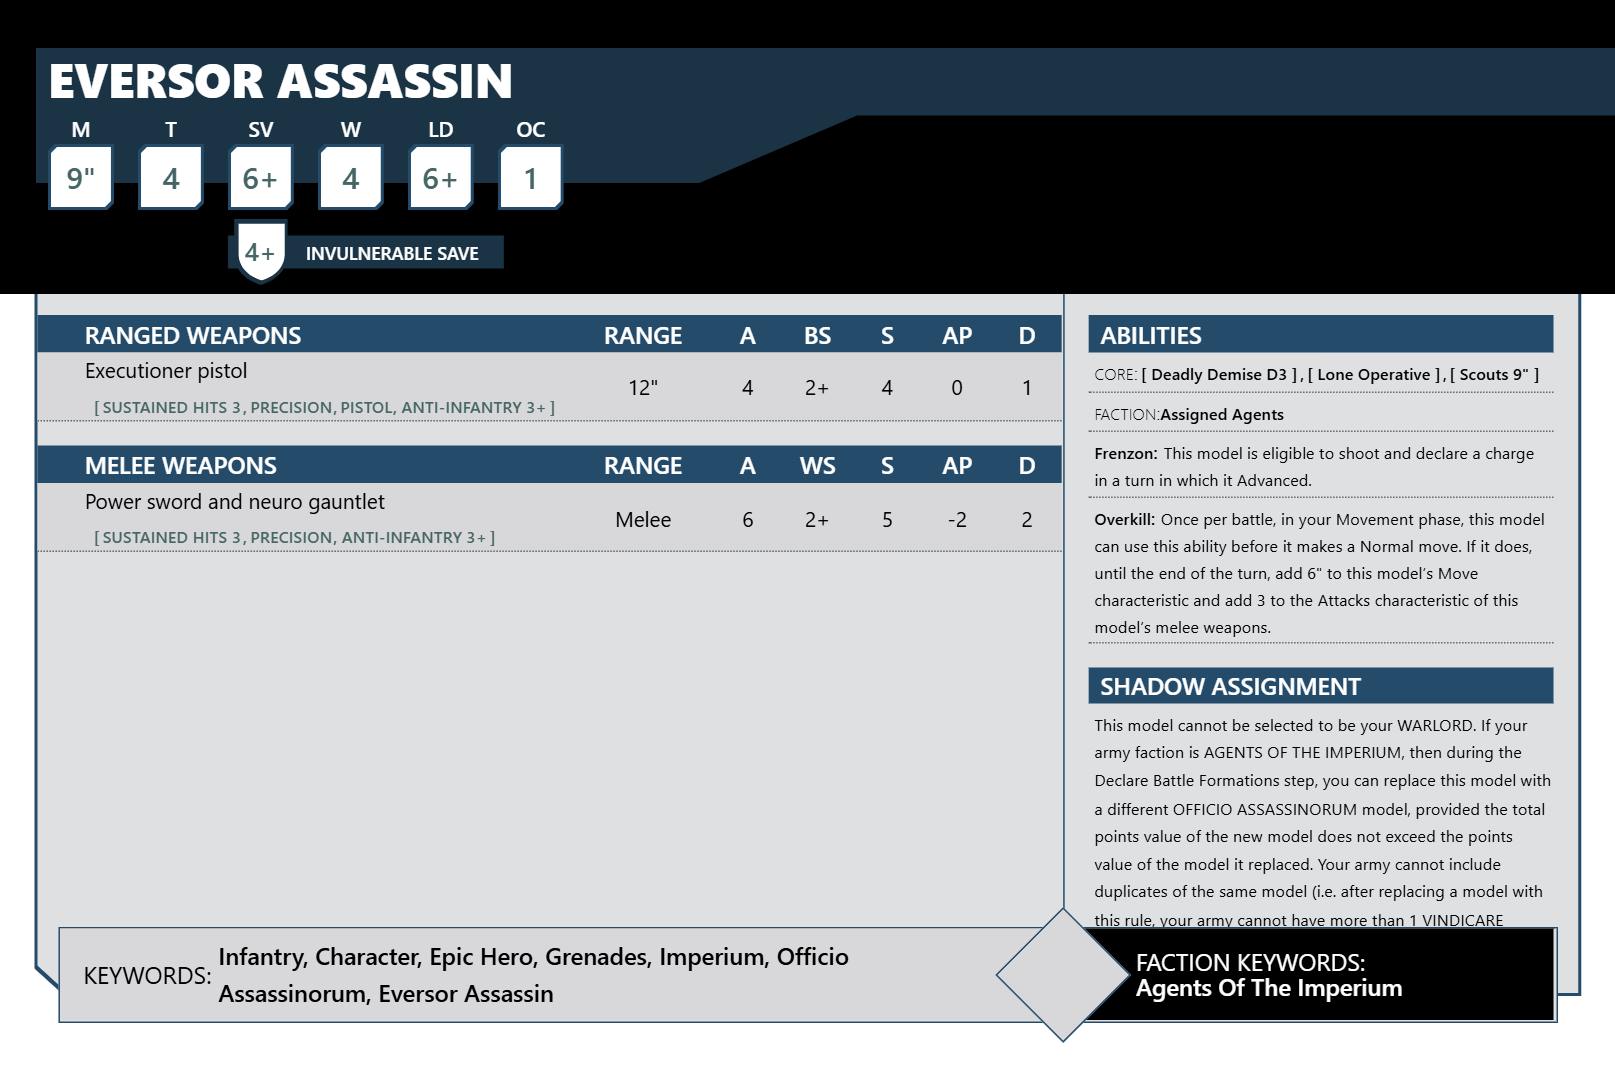 EVERSOR ASSASSIN
M T SV W LD OC
9" 4 6+ 4 6+ 1
4+ INVULNERABLE SAVE
RANGED WEAPONS RANGE A BS S AP D
Executioner pistol
12" 4 2+ 4 0 1
[ SUSTAINED HITS 3, PRECISION, PISTOL, ANTI-INFANTRY 3+ ]
MELEE WEAPONS RANGE A WS S AP D
Power sword and neuro gauntlet
Melee 6 2+ 5 -2 2
[ SUSTAINED HITS 3, PRECISION, ANTI-INFANTRY 3+ ]
ABILITIES
CORE: [ Deadly Demise D3 ], [ Lone Operative ], [ Scouts 9" ]
FACTION:Assigned Agents
Frenzon: This model is eligible to shoot and declare a charge
in a turn in which it Advanced.
Overkill: Once per battle, in your Movement phase, this model
can use this ability before it makes a Normal move. If it does,
until the end of the turn, add 6" to this model's Move
characteristic and add 3 to the Attacks characteristic of this
model's melee weapons.
SHADOW ASSIGNMENT
This model cannot be selected to be your WARLORD. If your
army faction is AGENTS OF THE IMPERIUM, then during the
Declare Battle Formations step, you can replace this model with
a different OFFICIO ASSASSINORUM model, provided the total
points value of the new model does not exceed the points
value of the model it replaced. Your army cannot include
duplicates of the same model (i.e. after replacing a model with
this rule, your army cannot have more than 1 VINDICARE
KEYWORDS: Infantry, Character, Epic Hero, Grenades, Imperium, Officio
Assassinorum, Eversor Assassin
FACTION KEYWORDS:
Agents Of The Imperium